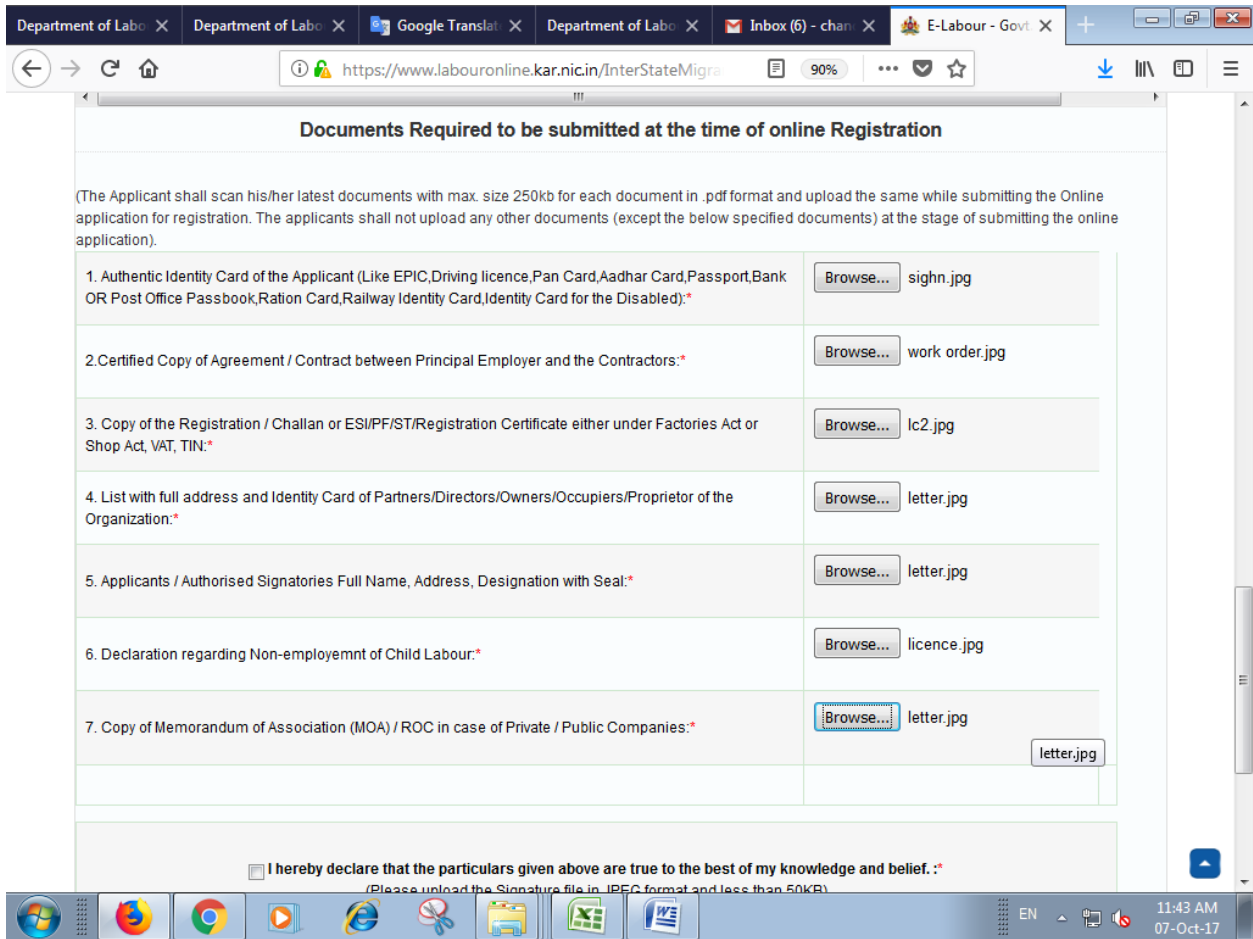 Department of Labo Department of Labo Google Translat Department of Labo Inbox (6) - chan E-Labour - Govt.
https://www.labouronline.kar.nic.in/InterStateMigra 90%
Documents Required to be submitted at the time of online Registration
(The Applicant shall scan his/her latest documents with max. size 250kb for each document in .pdf format and upload the same while submitting the Online
application for registration. The applicants shall not upload any other documents (except the below specified documents) at the stage of submitting the online
application).
1. Authentic Identity Card of the Applicant (Like EPIC,Driving licence,Pan Card,Aadhar Card,Passport,Bank
OR Post Office Passbook,Ration Card,Railway Identity Card,Identity Card for the Disabled):*
Browse... sighn.jpg
2.Certified Copy of Agreement / Contract between Principal Employer and the Contractors:*
Browse... work order.jpg
3. Copy of the Registration / Challan or ESI/PF/ST/Registration Certificate either under Factories Act or
Shop Act, VAT, TIN:*
Browse... lc2.jpg
4. List with full address and Identity Card of Partners/Directors/Owners/Occupiers/Proprietor of the
Organization:*
Browse... letter.jpg
5. Applicants / Authorised Signatories Full Name, Address, Designation with Seal:*
Browse... letter.jpg
6. Declaration regarding Non-employemnt of Child Labour:*
Browse... licence.jpg
7. Copy of Memorandum of Association (MOA) / ROC in case of Private / Public Companies:*
Browse... letter.jpg
letter.jpg
I hereby declare that the particulars given above are true to the best of my knowledge and belief. :*
(Please upload the Signature file in JPEG format and less than 50KB)
EN 11:43 AM
07-Oct-17